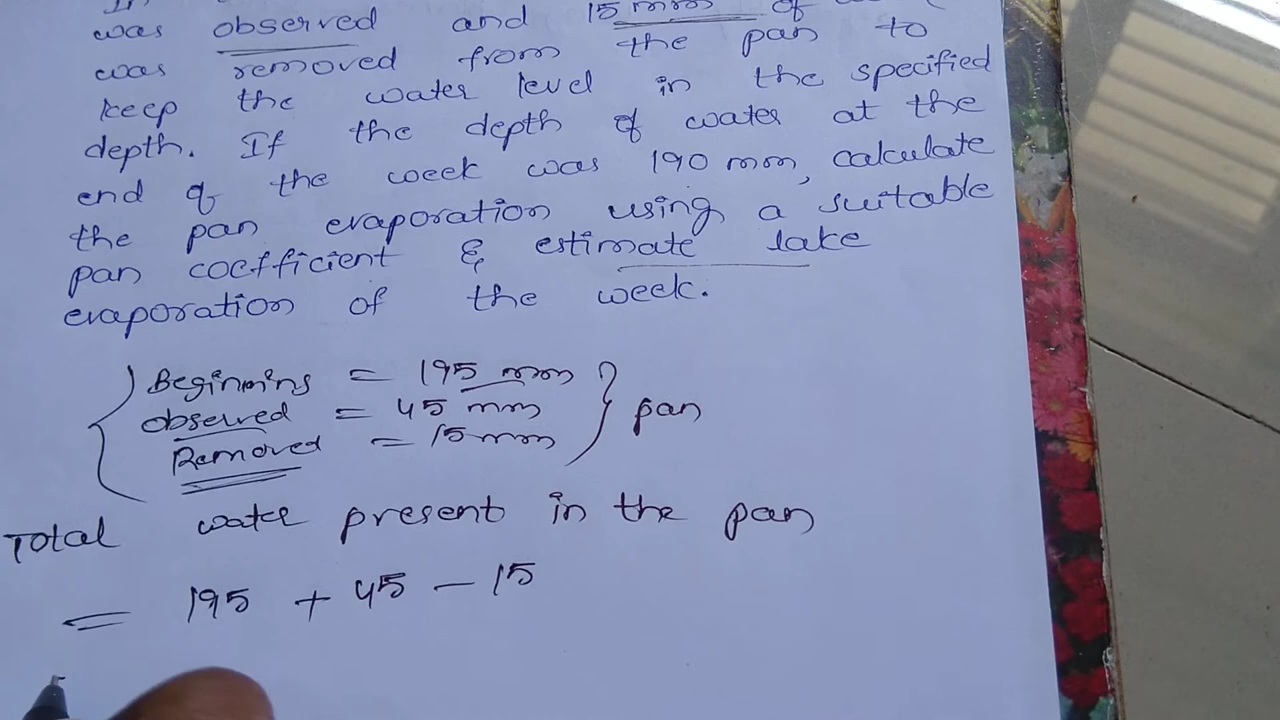 was observed and 15 mm of
was removed from the pan to
keep the water level in the specified
depth. If the depth of water at the
end of the week was 190 mm, calculate
the pan evaporation using a suitable
pan coefficient & estimate lake
evaporation of the week.
Beginning = 195 mm
observed = 45 mm
Removed = 15 mm
pan
Total water present in the pan
= 195 + 45 - 15